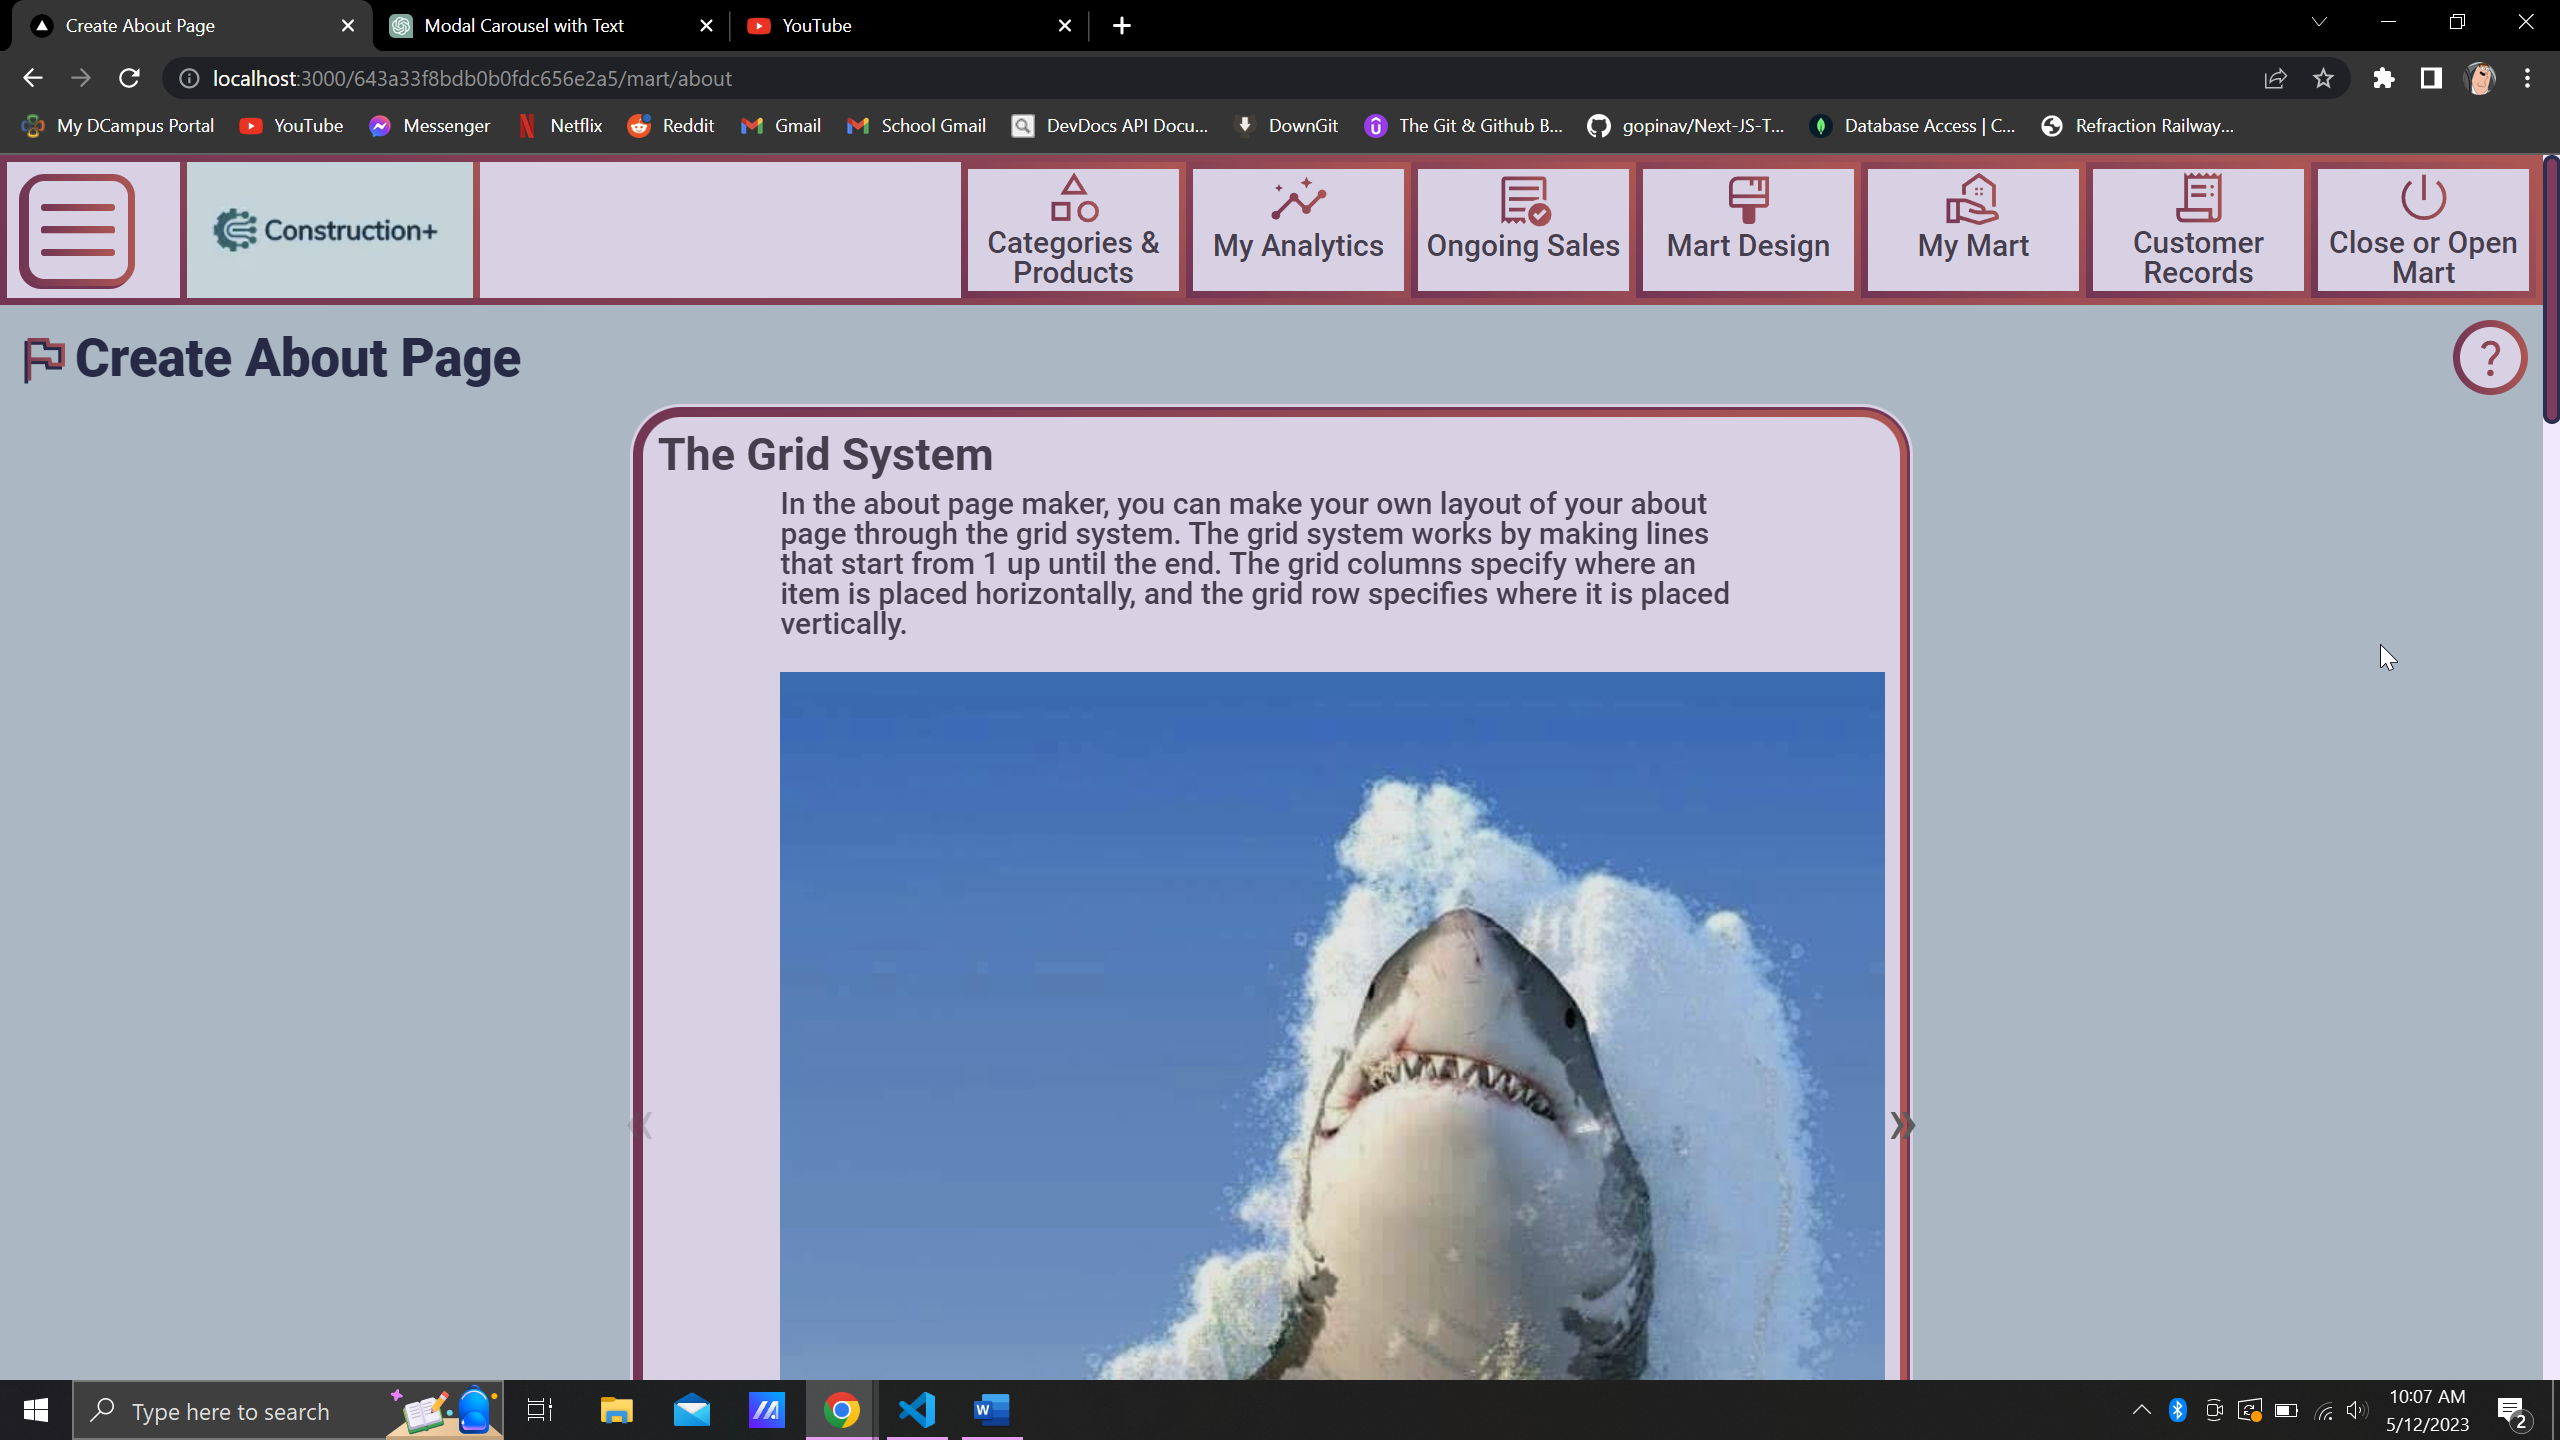 Create About Page
Modal Carousel with Text
YouTube
localhost:3000/643a33f8bdb0b0fdc656e2a5/mart/about
My DCampus Portal
YouTube
Messenger
Netflix
Reddit
Gmail
School Gmail
DevDocs API Docu...
DownGit
The Git & Github B...
gopinav/Next-JS-T...
Database Access | C...
Refraction Railway...
Construction+
Categories &
Products
My Analytics
Ongoing Sales
Mart Design
My Mart
Customer
Records
Close or Open
Mart
Create About Page
?
The Grid System
In the about page maker, you can make your own layout of your about
page through the grid system. The grid system works by making lines
that start from 1 up until the end. The grid columns specify where an
item is placed horizontally, and the grid row specifies where it is placed
vertically.
«
»
Type here to search
10:07 AM
5/12/2023
2